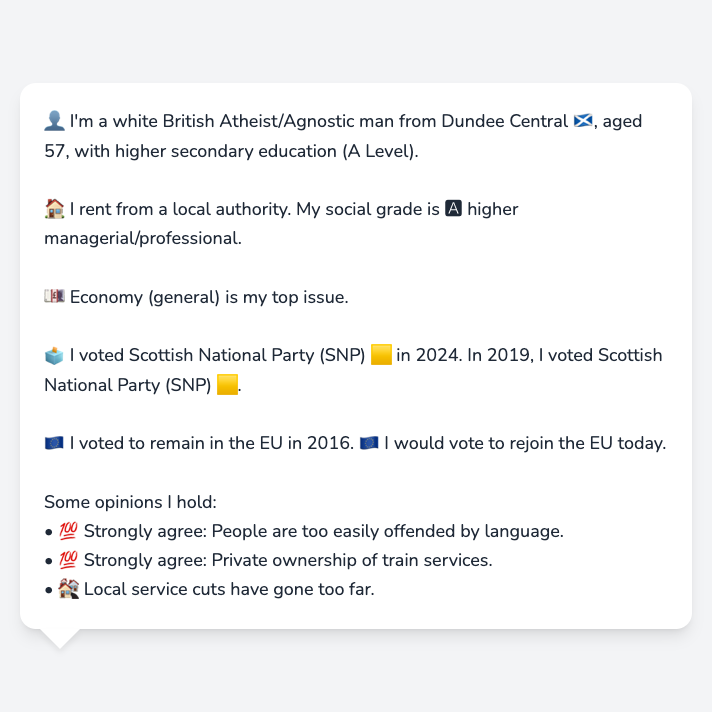 👤 I'm a white British Atheist/Agnostic man from Dundee Central 🏴󠁧󠁢󠁳󠁣󠁴󠁿, aged
57, with higher secondary education (A Level).
🏠 I rent from a local authority. My social grade is 🅰 higher
managerial/professional.
💷 Economy (general) is my top issue.
🗳️ I voted Scottish National Party (SNP) 🟨 in 2024. In 2019, I voted Scottish
National Party (SNP) 🟨.
🇪🇺 I voted to remain in the EU in 2016. 🇪🇺 I would vote to rejoin the EU today.
Some opinions I hold:
• 💯 Strongly agree: People are too easily offended by language.
• 💯 Strongly agree: Private ownership of train services.
• 🏘️ Local service cuts have gone too far.